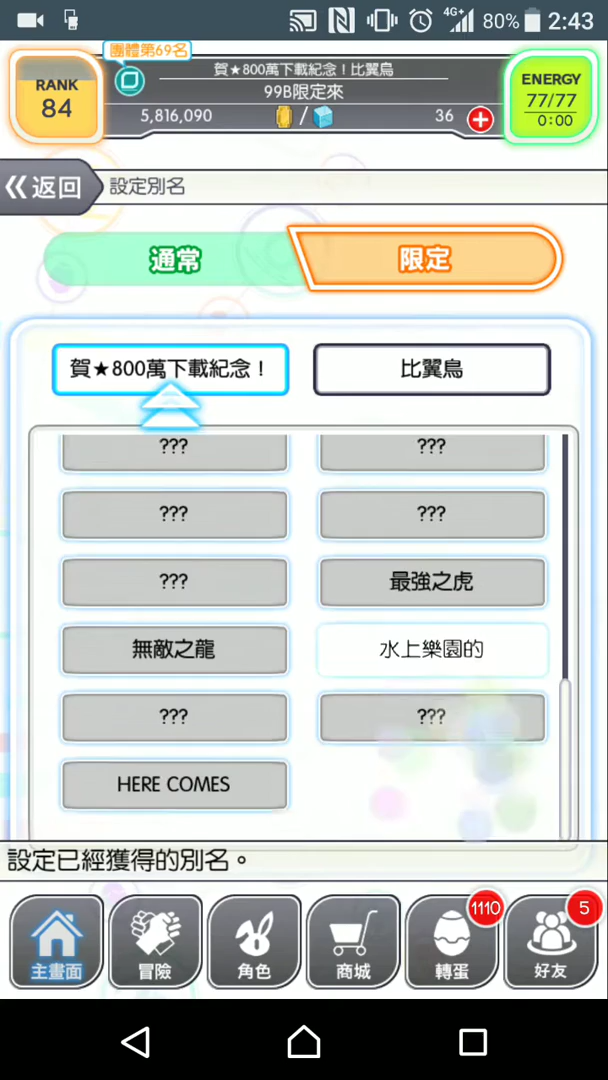 4G+ 80% 2:43
團體第69名
RANK
84
賀★800萬下載紀念！比翼鳥
99B限定來
5,816,090 / 36
ENERGY
77/77
0:00
返回 設定別名
通常 限定
賀★800萬下載紀念！ 比翼鳥
??? ???
??? ???
??? 最強之虎
無敵之龍 水上樂園的
??? ???
HERE COMES
設定已經獲得的別名。
1110 5
主畫面 冒險 角色 商城 轉蛋 好友